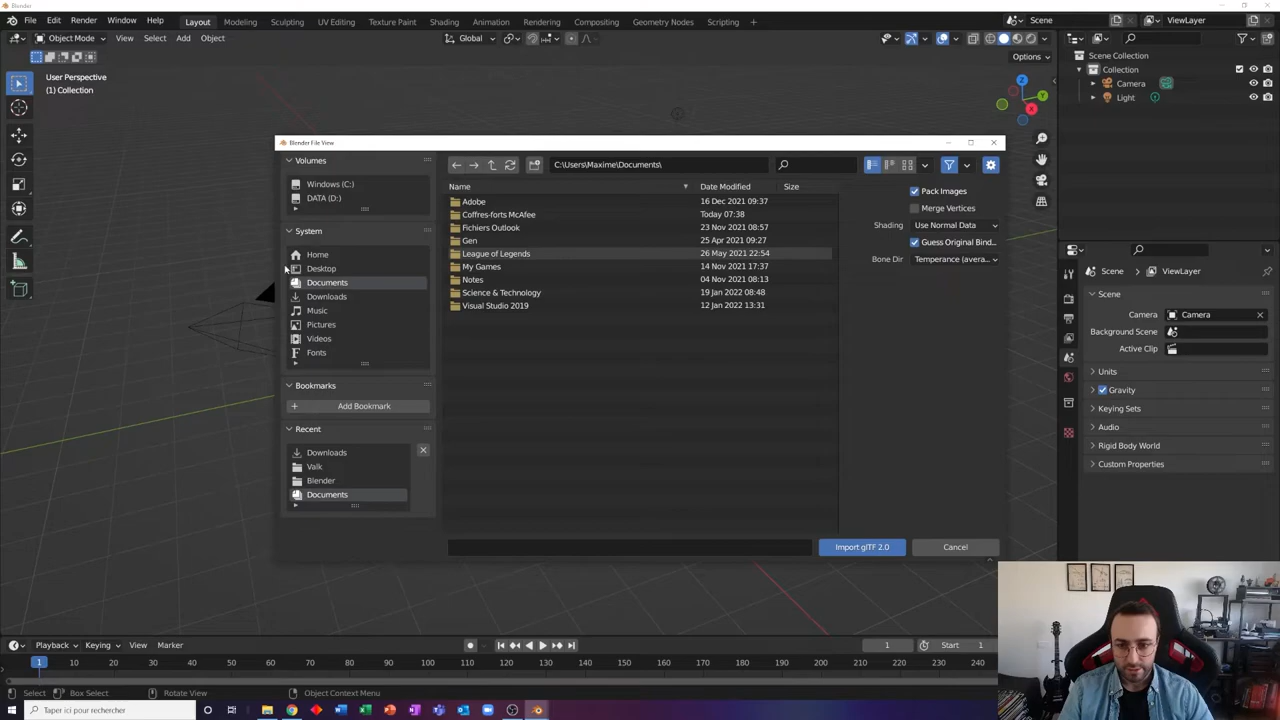 Blender
File Edit Render Window Help Layout Modeling Sculpting UV Editing Texture Paint Shading Animation Rendering Compositing Geometry Nodes Scripting + Scene ViewLayer
Object Mode View Select Add Object Global
Options
User Perspective
(1) Collection
Scene Collection
Collection
Camera
Light
Blender File View
Volumes
Windows (C:)
DATA (D:)
System
Home
Desktop
Documents
Downloads
Music
Pictures
Videos
Fonts
Bookmarks
+ Add Bookmark
Recent
Downloads
Valk
Blender
Documents
C:\Users\Maxime\Documents\
Name Date Modified Size
Adobe 16 Dec 2021 09:37
Coffres-forts McAfee Today 07:38
Fichiers Outlook 23 Nov 2021 08:57
Gen 25 Apr 2021 09:27
League of Legends 26 May 2021 22:54
My Games 14 Nov 2021 17:37
Notes 04 Nov 2021 08:13
Science & Technology 19 Jan 2022 08:48
Visual Studio 2019 12 Jan 2022 13:31
Pack Images
Merge Vertices
Shading Use Normal Data
Guess Original Bind...
Bone Dir Temperance (avera...
Import glTF 2.0 Cancel
Scene ViewLayer
Scene
Camera Camera
Background Scene
Active Clip
Units
Gravity
Keying Sets
Audio
Rigid Body World
Custom Properties
Playback Keying View Marker 1 Start 1
1 10 20 30 40 50 60 70 80 90 100 110 120 130 140 150 160 170 180 190 200 210 220 230 240
Select Box Select Rotate View Object Context Menu
Taper ici pour rechercher